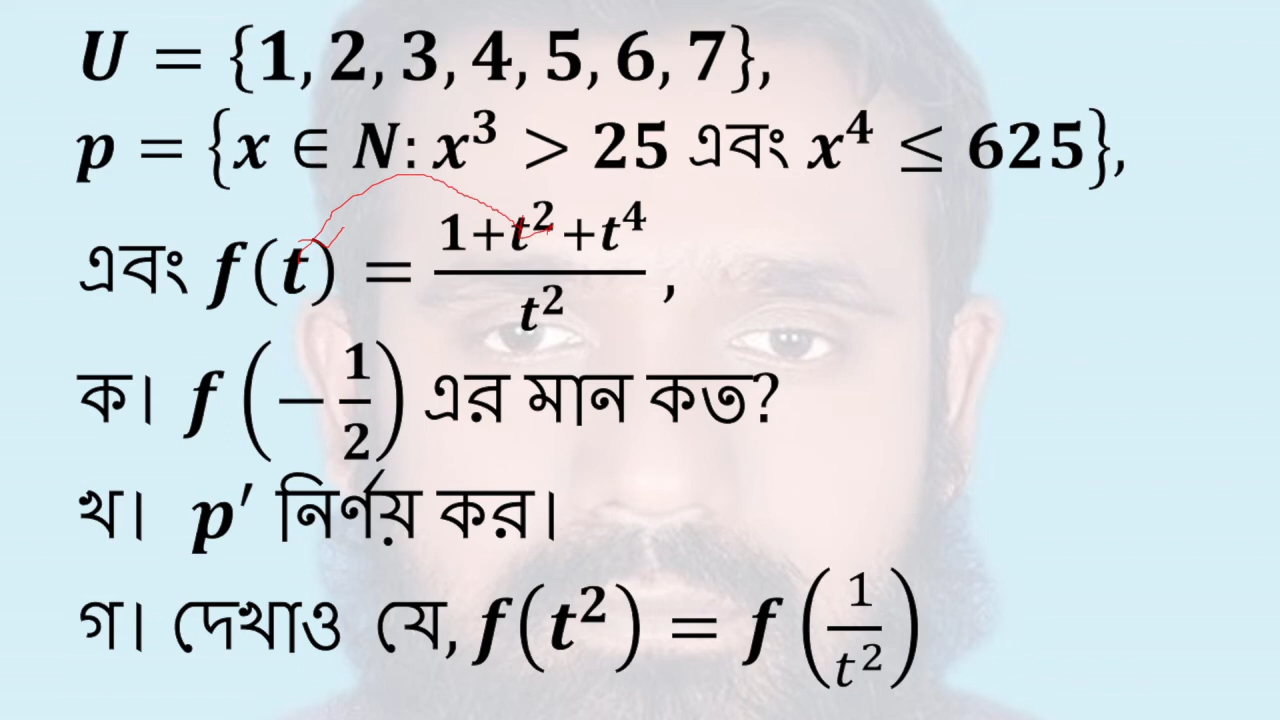 U = {1, 2, 3, 4, 5, 6, 7},
p = {x ∈ N: x³ > 25 এবং x⁴ ≤ 625},
এবং f(t) = (1+t²+t⁴)/t² ,
ক। f(−1/2) এর মান কত?
খ। p′ নির্ণয় কর।
গ। দেখাও যে, f(t²) = f(1/t²)